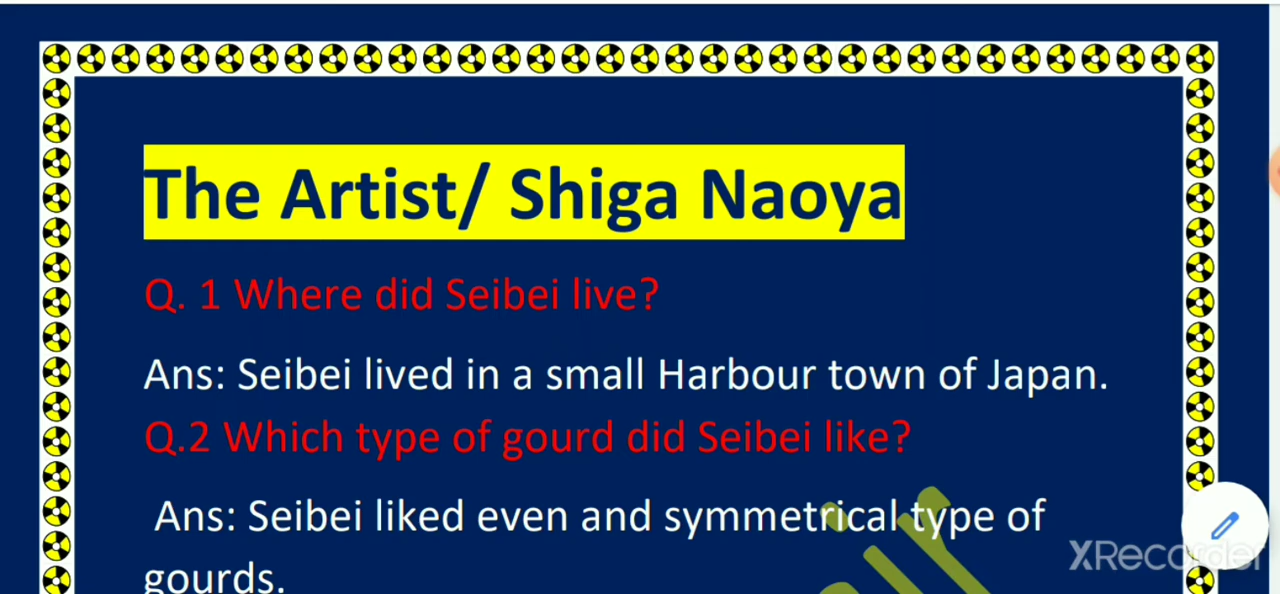 The Artist/ Shiga Naoya
Q. 1 Where did Seibei live?
Ans: Seibei lived in a small Harbour town of Japan.
Q.2 Which type of gourd did Seibei like?
Ans: Seibei liked even and symmetrical type of
gourds.
XRecorder